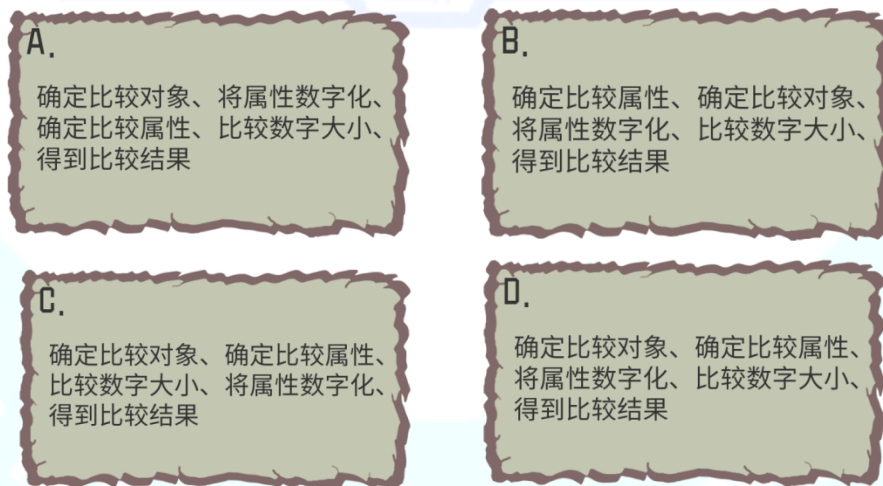 A.
确定比较对象、将属性数字化、
确定比较属性、比较数字大小、
得到比较结果
B.
确定比较属性、确定比较对象、
将属性数字化、比较数字大小、
得到比较结果
C.
确定比较对象、确定比较属性、
比较数字大小、将属性数字化、
得到比较结果
D.
确定比较对象、确定比较属性、
将属性数字化、比较数字大小、
得到比较结果